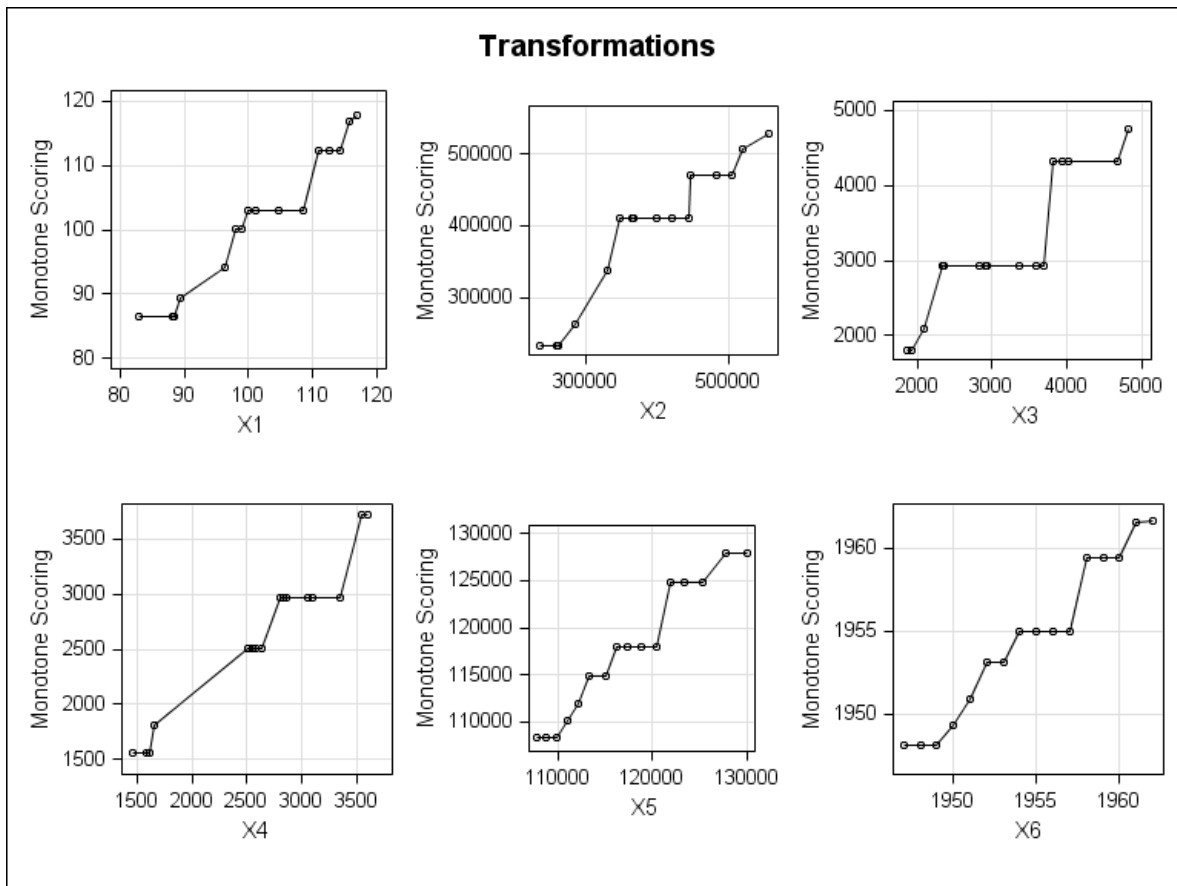 Transformations
Monotone Scoring
120
110
100
90
80
80 90 100 110 120
X1
Monotone Scoring
500000
400000
300000
300000 500000
X2
Monotone Scoring
5000
4000
3000
2000
2000 3000 4000 5000
X3
Monotone Scoring
3500
3000
2500
2000
1500
1500 2000 2500 3000 3500
X4
Monotone Scoring
130000
125000
120000
115000
110000
110000 120000 130000
X5
Monotone Scoring
1960
1955
1950
1950 1955 1960
X6